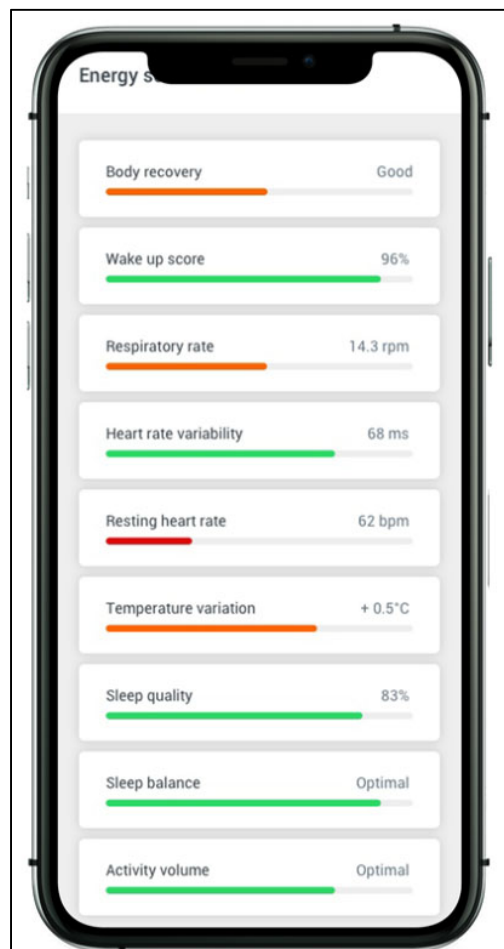 Energy
Body recovery Good
Wake up score 96%
Respiratory rate 14.3 rpm
Heart rate variability 68 ms
Resting heart rate 62 bpm
Temperature variation + 0.5°C
Sleep quality 83%
Sleep balance Optimal
Activity volume Optimal